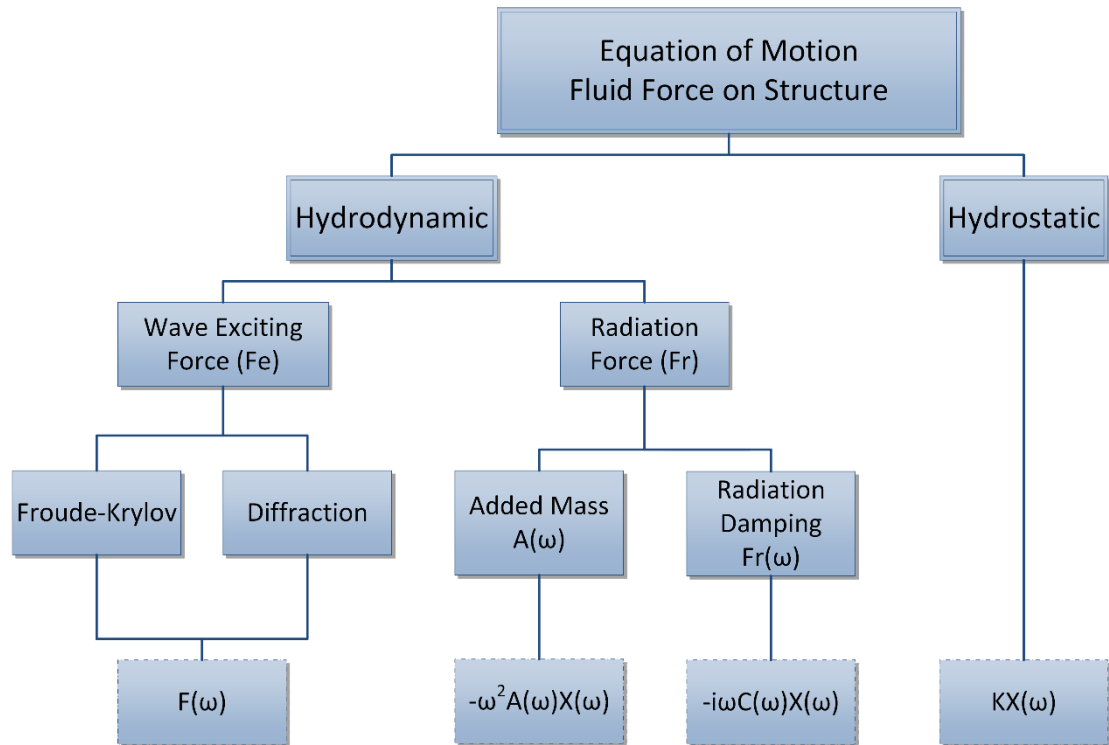 Equation of Motion
Fluid Force on Structure
Hydrodynamic
Hydrostatic
Wave Exciting
Force (Fe)
Radiation
Force (Fr)
Froude-Krylov
Diffraction
Added Mass
A(ω)
Radiation
Damping
Fr(ω)
F(ω)
-ω²A(ω)X(ω)
-iωC(ω)X(ω)
KX(ω)